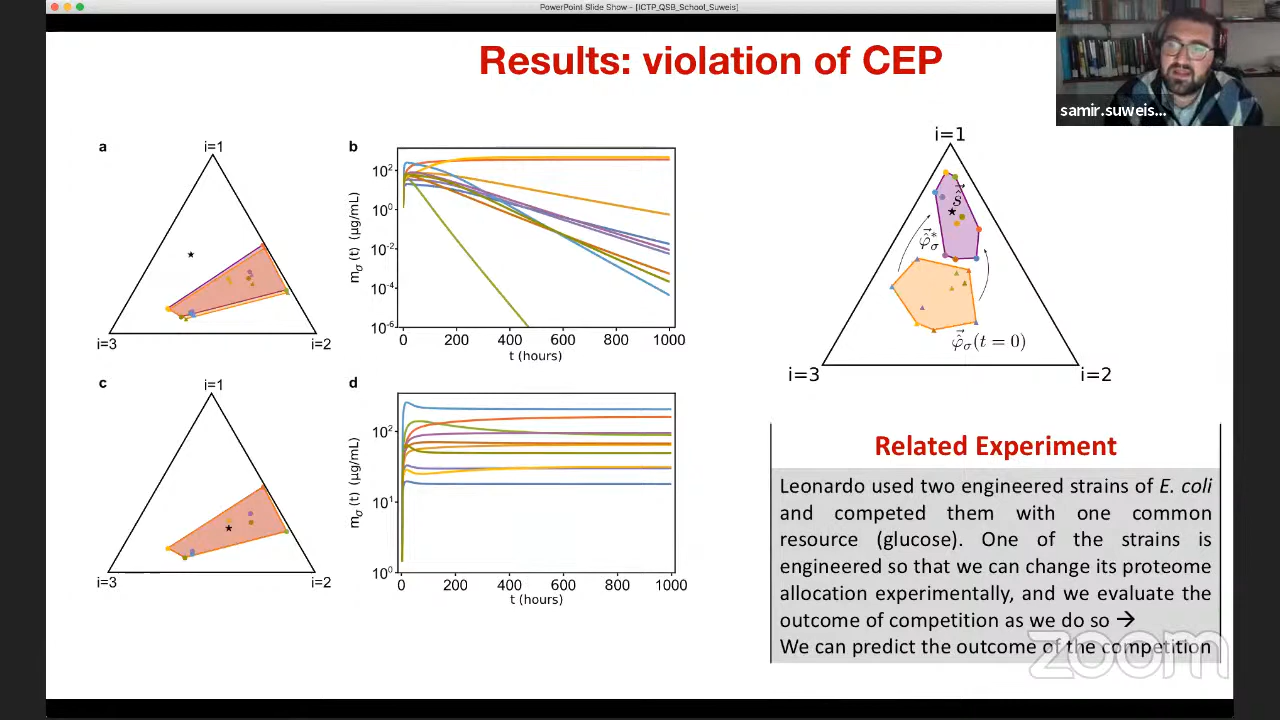 PowerPoint Slide Show - [ICTP_QSB_School_Suweis]
Results: violation of CEP
samir.suweis...
a
i=1
i=3
i=2
b
10²
10⁰
10⁻²
10⁻⁴
10⁻⁶
mσ(t) (μg/mL)
0 200 400 600 800 1000
t (hours)
c
i=1
i=3
i=2
d
10²
10¹
10⁰
mσ(t) (μg/mL)
0 200 400 600 800 1000
t (hours)
i=1
ŝ
φ̂*σ
φ̂σ(t = 0)
i=3
i=2
Related Experiment
Leonardo used two engineered strains of E. coli
and competed them with one common
resource (glucose). One of the strains is
engineered so that we can change its proteome
allocation experimentally, and we evaluate the
outcome of competition as we do so →
We can predict the outcome of the competition
zoom